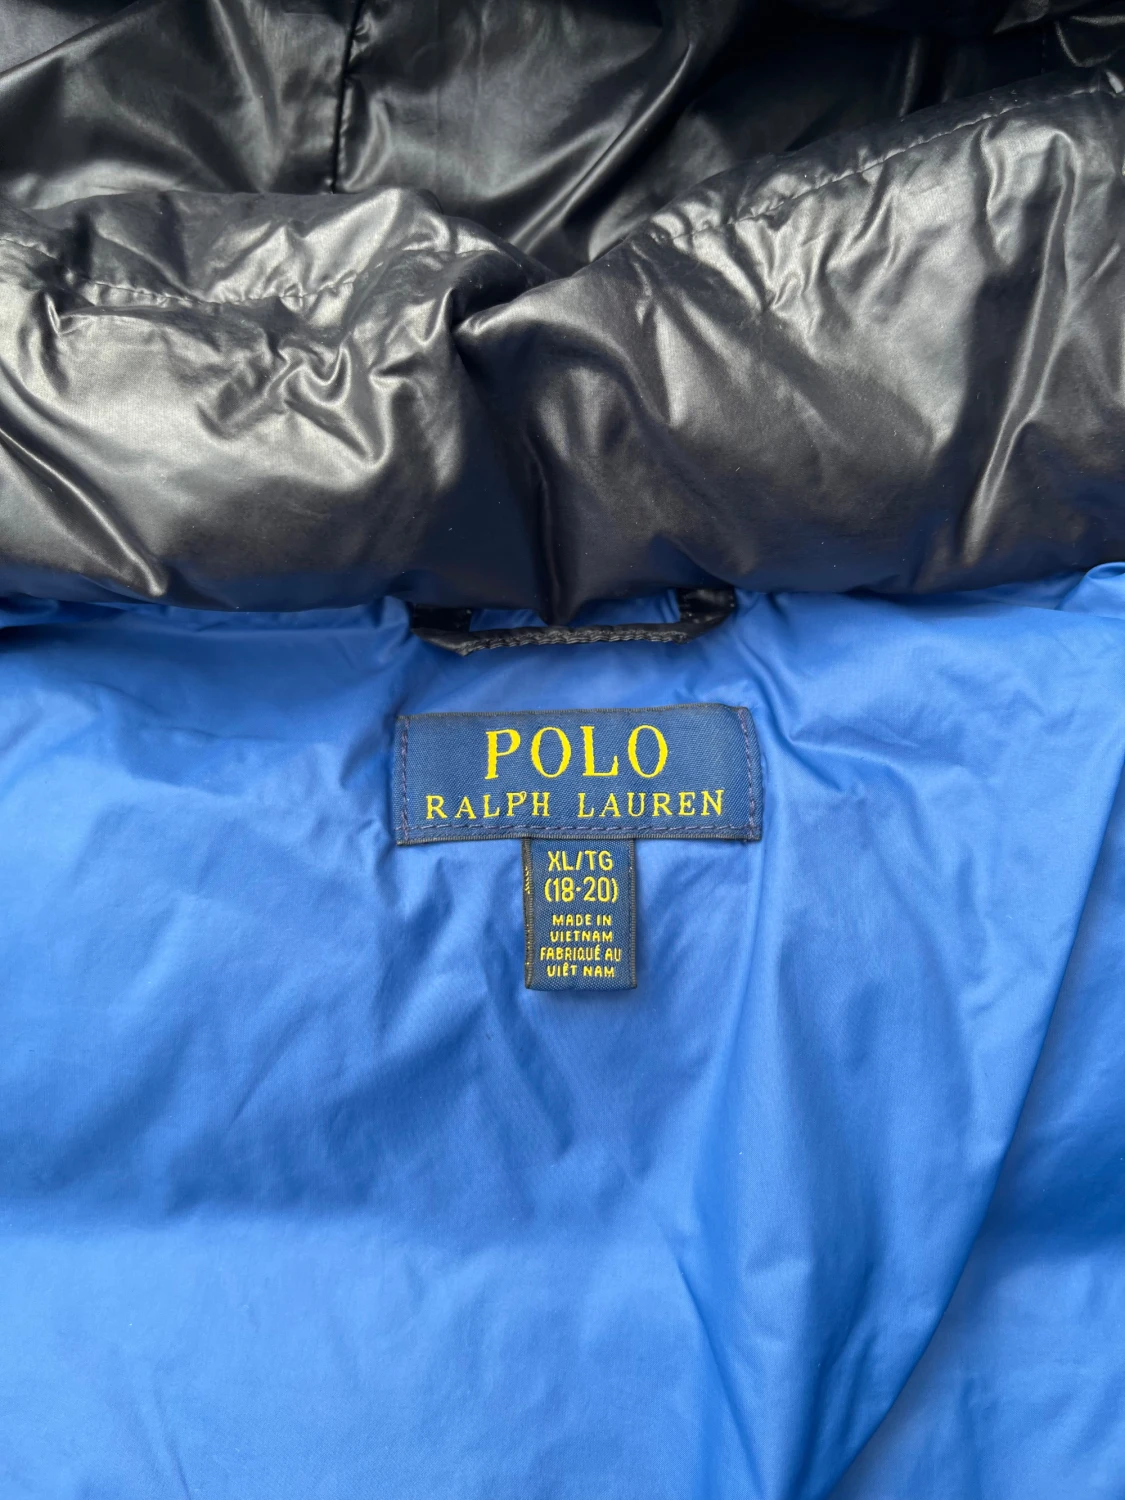 POLO
RALPH LAUREN
XL/TG
(18-20)
MADE IN
VIETNAM
FABRIQUÉ AU
VIÊT NAM